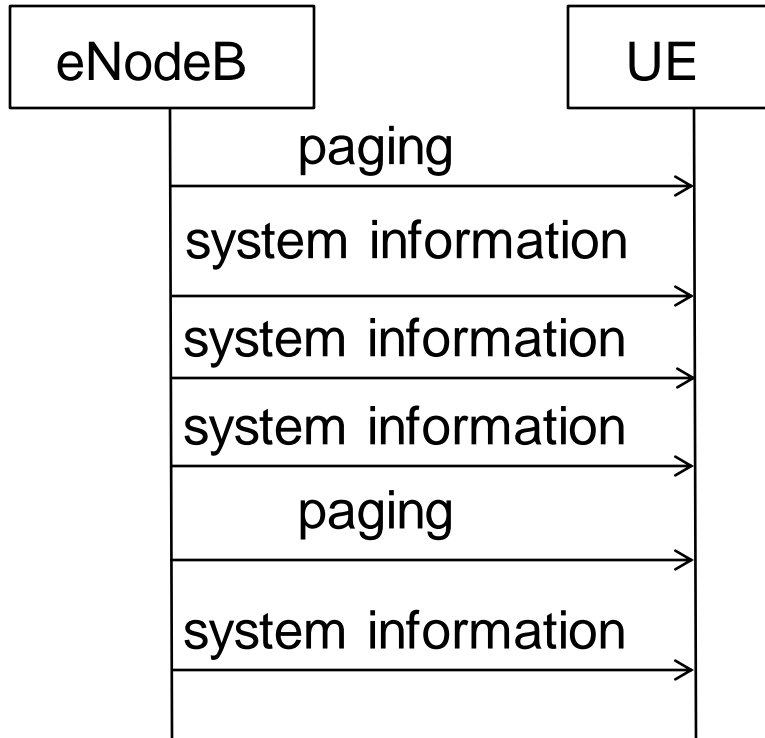 eNodeB
UE
paging
system information
system information
system information
paging
system information